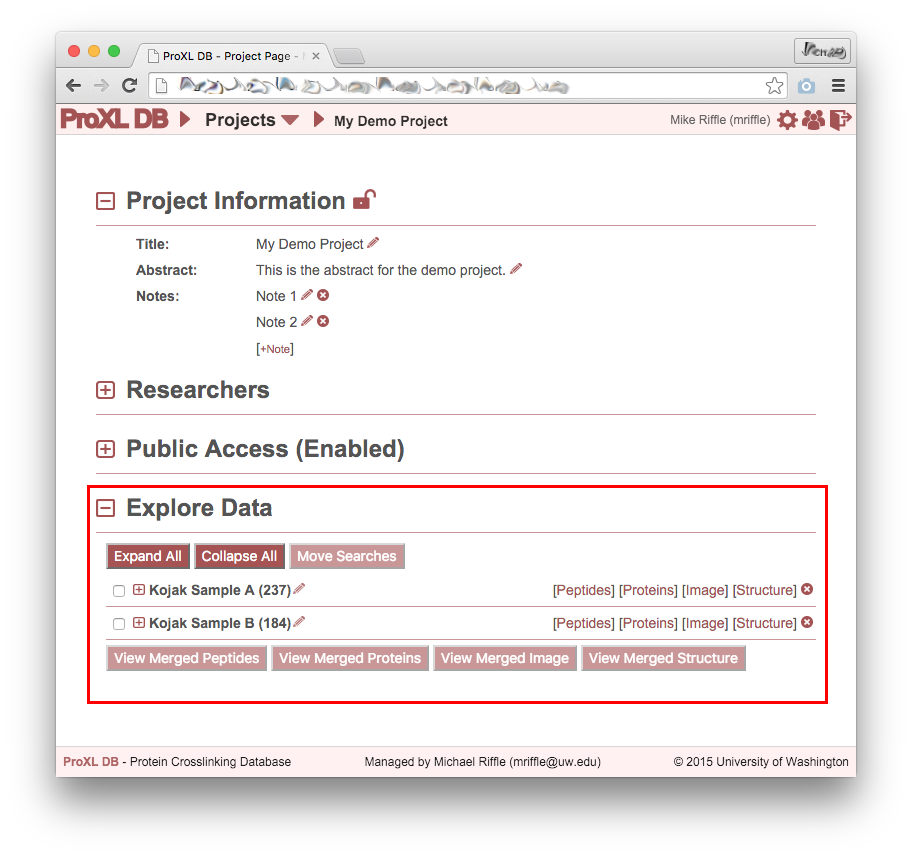 ProXL DB - Project Page -
ProXL DB Projects My Demo Project Mike Riffle (mriffle)
Project Information
Title: My Demo Project
Abstract: This is the abstract for the demo project.
Notes: Note 1
Note 2
[+Note]
Researchers
Public Access (Enabled)
Explore Data
Expand All Collapse All Move Searches
Kojak Sample A (237) [Peptides] [Proteins] [Image] [Structure]
Kojak Sample B (184) [Peptides] [Proteins] [Image] [Structure]
View Merged Peptides View Merged Proteins View Merged Image View Merged Structure
ProXL DB - Protein Crosslinking Database Managed by Michael Riffle (mriffle@uw.edu) © 2015 University of Washington